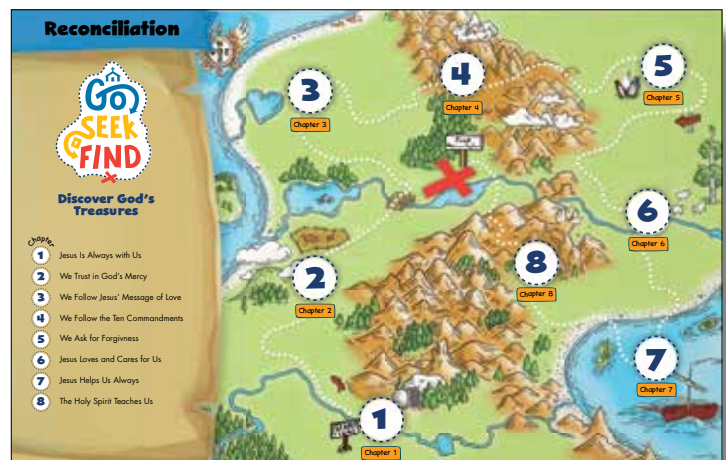 Reconciliation
GO
SEEK
FIND
Discover God's
Treasures
Chapter
1 Jesus Is Always with Us
2 We Trust in God's Mercy
3 We Follow Jesus' Message of Love
4 We Follow the Ten Commandments
5 We Ask for Forgivness
6 Jesus Loves and Cares for Us
7 Jesus Helps Us Always
8 The Holy Spirit Teaches Us
3
Chapter 3
4
Chapter 4
5
Chapter 5
6
Chapter 6
2
Chapter 2
8
Chapter 8
7
Chapter 7
1
Chapter 1